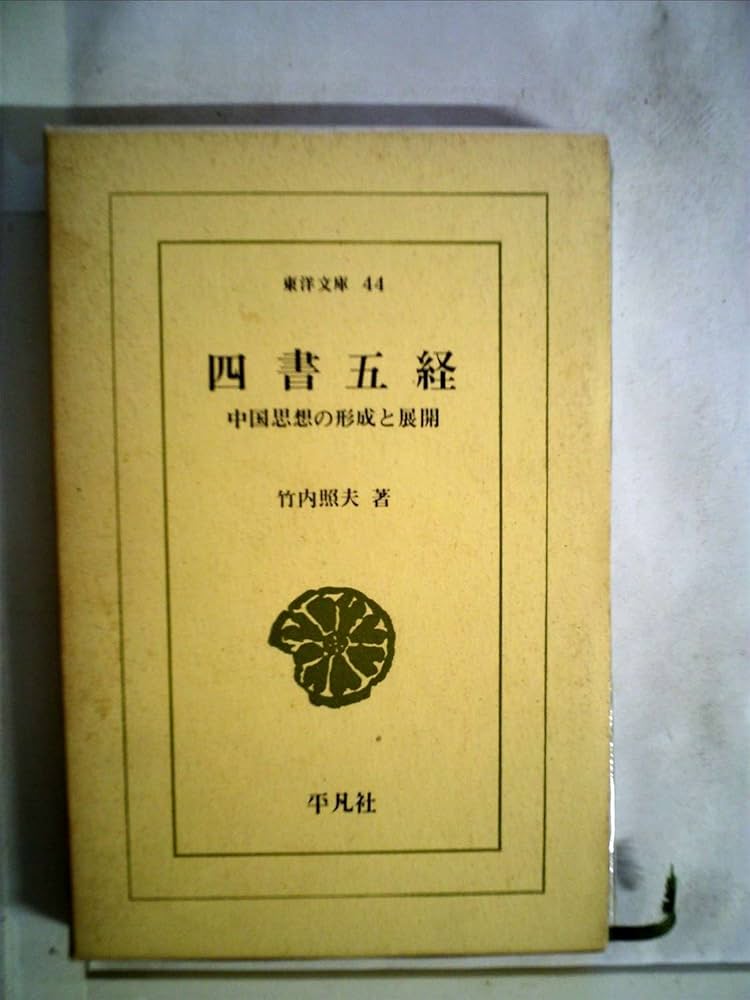 東洋文庫 44
四書五経
中国思想の形成と展開
竹内照夫 著
平凡社